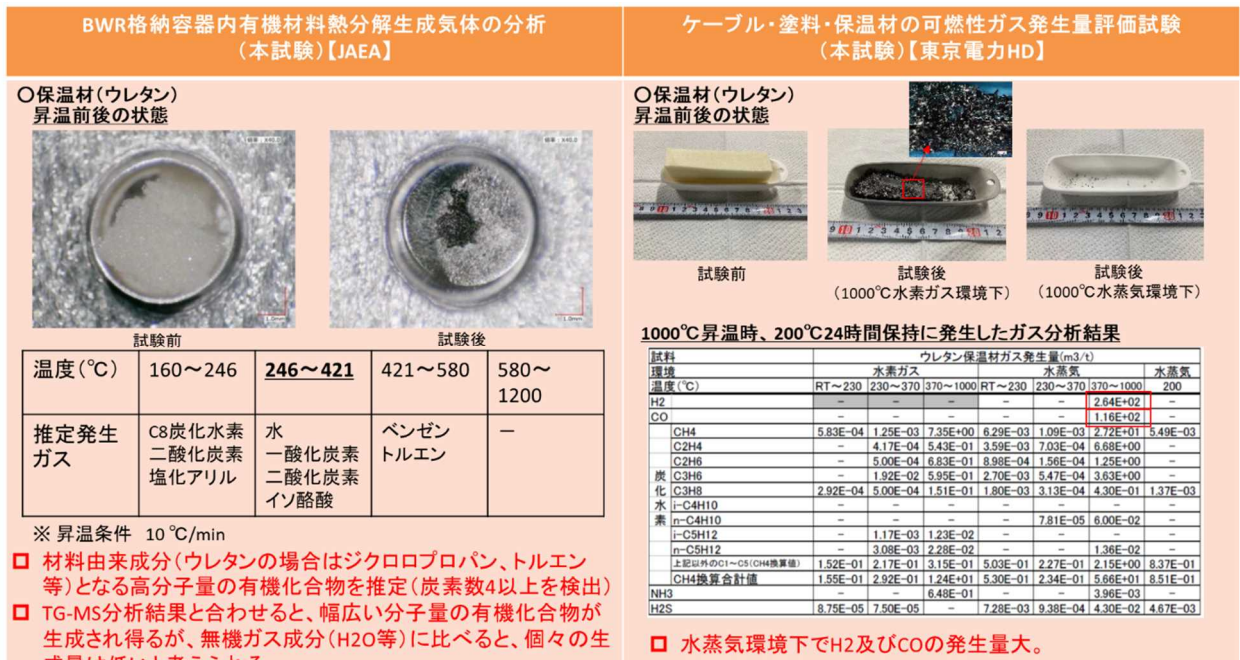 BWR格納容器内有機材料熱分解生成気体の分析
(本試験)【JAEA】
〇保温材(ウレタン)
昇温前後の状態
試験前
試験後
温度(℃) 160~246 246~421 421~580 580~
1200
推定発生
ガス
C8炭化水素
二酸化炭素
塩化アリル
水
一酸化炭素
二酸化炭素
イソ酪酸
ベンゼン
トルエン
-
※ 昇温条件 10 ℃/min
材料由来成分(ウレタンの場合はジクロロプロパン、トルエン
等)となる高分子量の有機化合物を推定(炭素数4以上を検出)
TG-MS分析結果と合わせると、幅広い分子量の有機化合物が
生成され得るが、無機ガス成分(H2O等)に比べると、個々の生
ケーブル・塗料・保温材の可燃性ガス発生量評価試験
(本試験)【東京電力HD】
〇保温材(ウレタン)
昇温前後の状態
試験前
試験後
(1000℃水素ガス環境下)
試験後
(1000℃水蒸気環境下)
1000℃昇温時、200℃24時間保持に発生したガス分析結果
試料 ウレタン保温材ガス発生量(m3/t)
環境 水素ガス 水蒸気 水蒸気
温度(℃) RT~230 230~370 370~1000 RT~230 230~370 370~1000 200
H2 - - - - - 2.64E+02 -
CO - - - - - 1.16E+02 -
炭化水素
CH4 5.83E-04 1.25E-03 7.35E+00 6.29E-03 1.09E-03 2.72E+01 5.49E-03
C2H4 - 4.17E-04 5.43E-01 3.59E-03 7.03E-04 6.68E+00 -
C2H6 - 5.00E-04 6.83E-01 8.98E-04 1.56E-04 1.25E+00 -
C3H6 - 1.92E-02 5.95E-01 2.70E-03 5.47E-04 3.63E+00 -
C3H8 2.92E-04 5.00E-04 1.51E-01 1.80E-03 3.13E-04 4.30E-01 1.37E-03
i-C4H10 - - - - - - -
n-C4H10 - - - - 7.81E-05 6.00E-02 -
i-C5H12 - 1.17E-03 1.23E-02 - - - -
n-C5H12 - 3.08E-03 2.28E-02 - - 1.36E-02 -
上記以外のC1~C5(CH4換算値) 1.52E-01 2.17E-01 3.15E-01 5.03E-01 2.27E-01 2.15E+00 8.37E-01
CH4換算合計値 1.55E-01 2.92E-01 1.24E+01 5.30E-01 2.34E-01 5.66E+01 8.51E-01
NH3 - - 6.48E-01 - - 3.96E-03 -
H2S 8.75E-05 7.50E-05 - 7.28E-03 9.38E-04 4.30E-02 4.67E-03
水蒸気環境下でH2及びCOの発生量大。